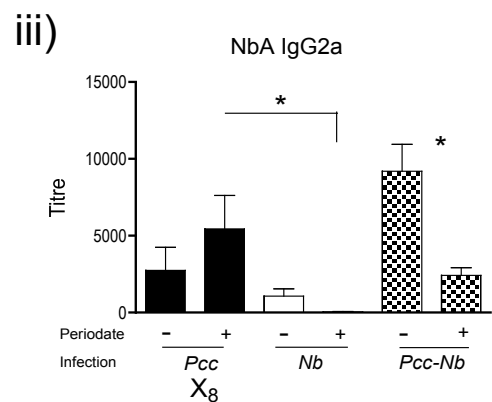 iii)
NbA IgG2a
15000
*
*
10000
Titre
5000
0
Periodate - + - + - +
Infection Pcc Nb Pcc-Nb
X8